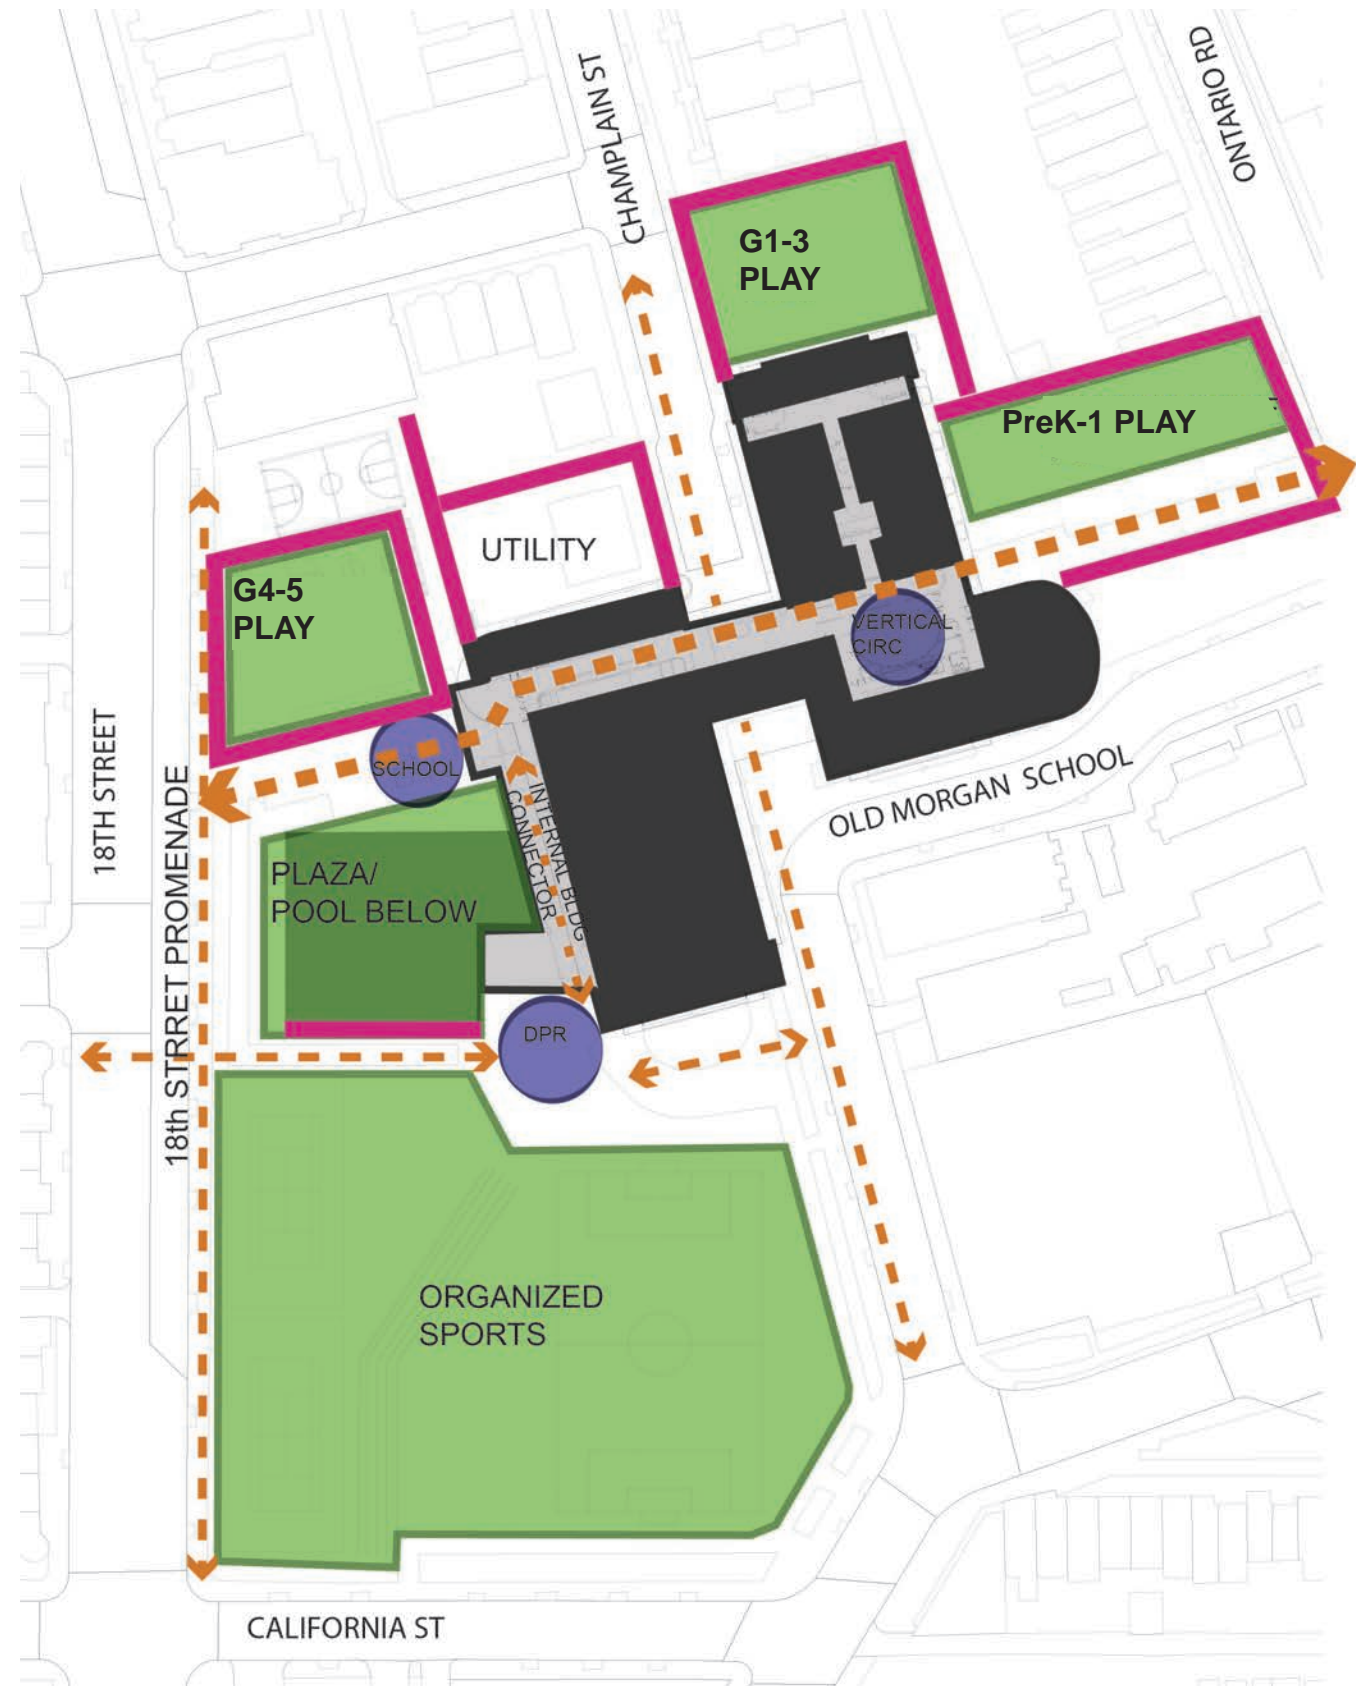 CHAMPLAIN ST
ONTARIO RD
G1-3
PLAY
PreK-1 PLAY
UTILITY
G4-5
PLAY
VERTICAL
CIRC
18TH STREET
18th STRRET PROMENADE
SCHOOL
INTERNAL BLDG
CONNECTOR
OLD MORGAN SCHOOL
PLAZA/
POOL BELOW
DPR
ORGANIZED
SPORTS
CALIFORNIA ST